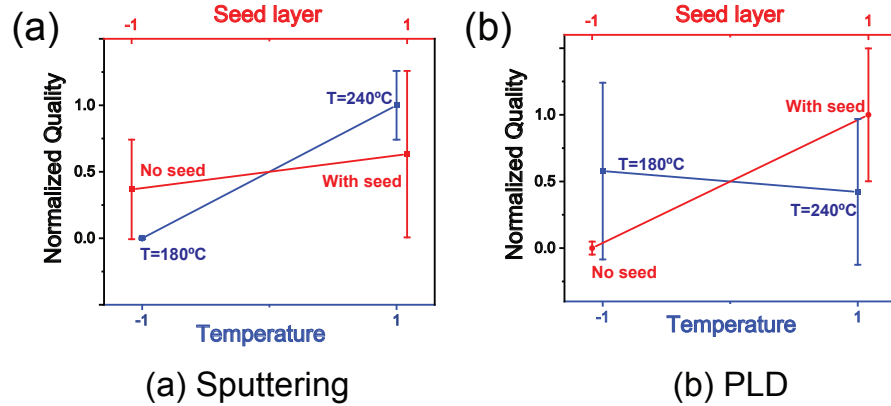 (a)
Seed layer
-1 1
Normalized Quality
1.0
0.5
0.0
T=240ºC
No seed
With seed
T=180ºC
-1 1
Temperature
(a) Sputtering
(b)
Seed layer
-1 1
Normalized Quality
1.0
0.5
0.0
With seed
T=180ºC
T=240ºC
No seed
-1 1
Temperature
(b) PLD